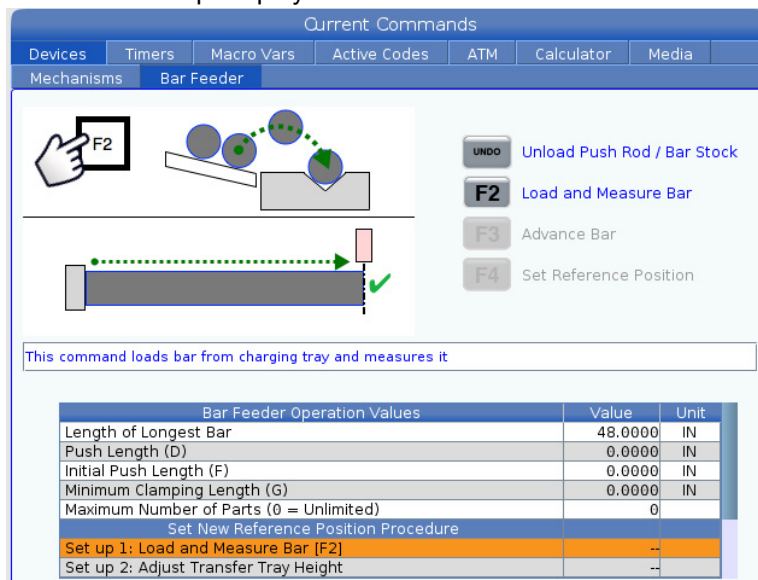 Current Commands
Devices Timers Macro Vars Active Codes ATM Calculator Media
Mechanisms Bar Feeder
F2
UNDO Unload Push Rod / Bar Stock
F2 Load and Measure Bar
F3 Advance Bar
F4 Set Reference Position
This command loads bar from charging tray and measures it
Bar Feeder Operation Values Value Unit
Length of Longest Bar 48.0000 IN
Push Length (D) 0.0000 IN
Initial Push Length (F) 0.0000 IN
Minimum Clamping Length (G) 0.0000 IN
Maximum Number of Parts (0 = Unlimited) 0
Set New Reference Position Procedure
Set up 1: Load and Measure Bar [F2] --
Set up 2: Adjust Transfer Tray Height --